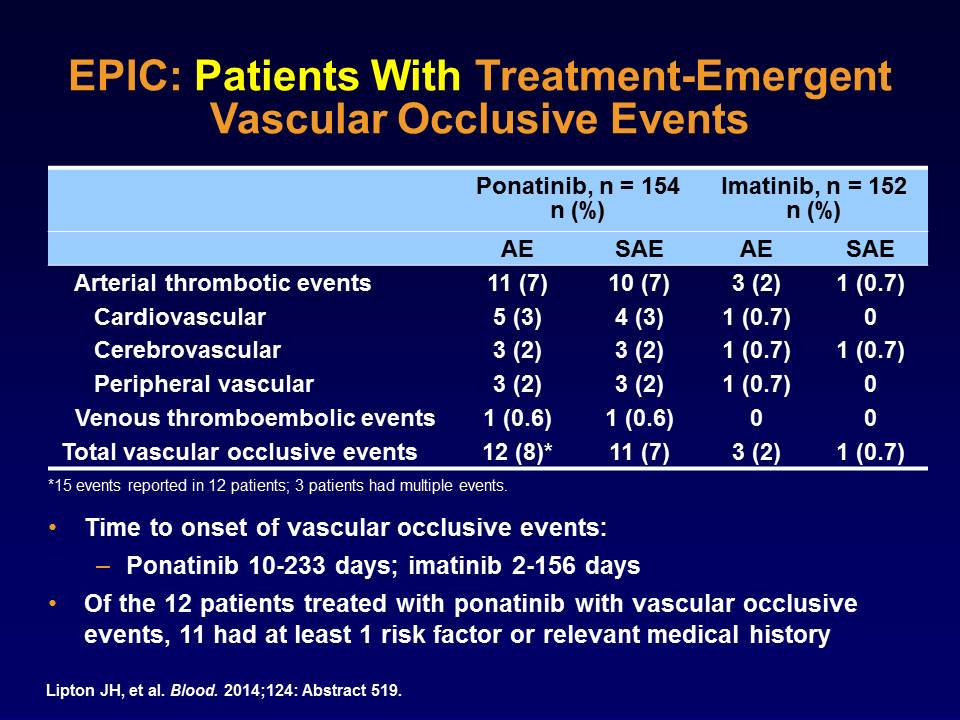 EPIC: Patients With Treatment-Emergent
Vascular Occlusive Events
Ponatinib, n = 154 Imatinib, n = 152
n (%) n (%)
AE SAE AE SAE
Arterial thrombotic events 11 (7) 10 (7) 3 (2) 1 (0.7)
Cardiovascular 5 (3) 4 (3) 1 (0.7) 0
Cerebrovascular 3 (2) 3 (2) 1 (0.7) 1 (0.7)
Peripheral vascular 3 (2) 3 (2) 1 (0.7) 0
Venous thromboembolic events 1 (0.6) 1 (0.6) 0 0
Total vascular occlusive events 12 (8)* 11 (7) 3 (2) 1 (0.7)
*15 events reported in 12 patients; 3 patients had multiple events.
• Time to onset of vascular occlusive events:
– Ponatinib 10-233 days; imatinib 2-156 days
• Of the 12 patients treated with ponatinib with vascular occlusive
events, 11 had at least 1 risk factor or relevant medical history
Lipton JH, et al. Blood. 2014;124: Abstract 519.